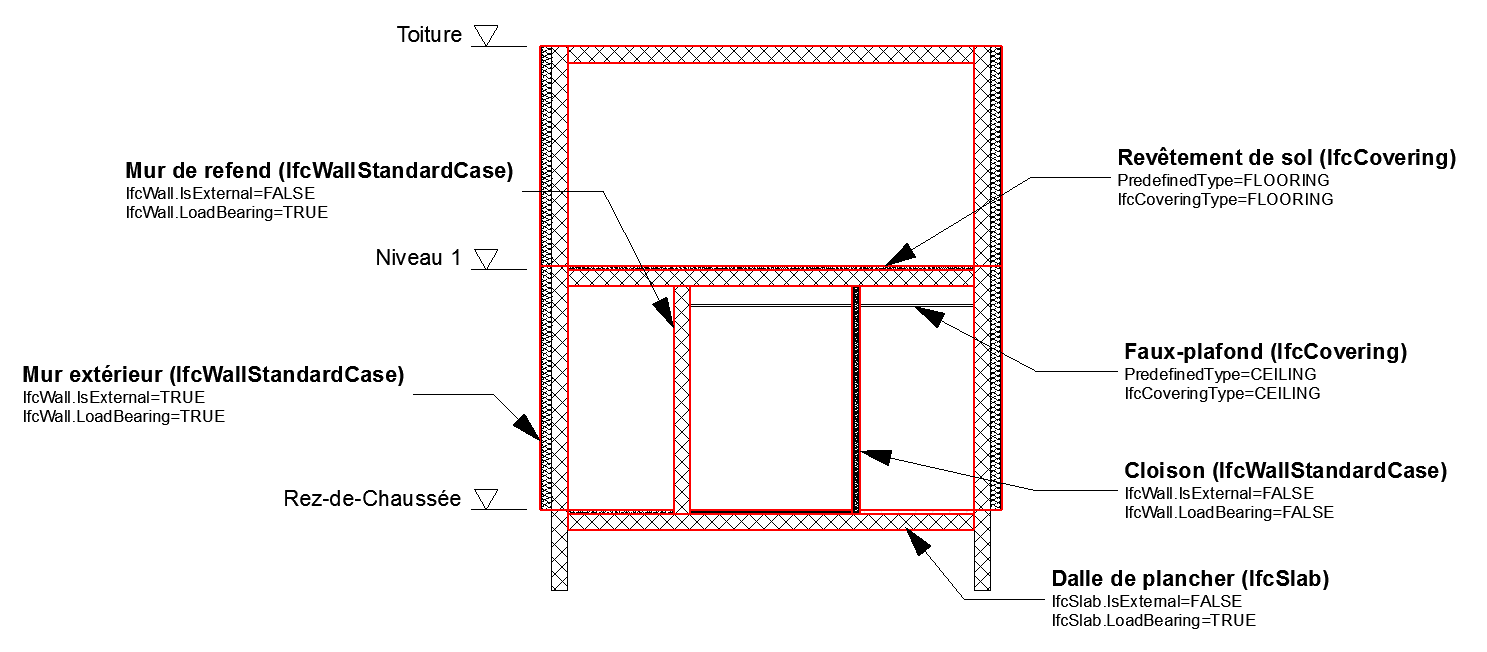 Toiture
Mur de refend (IfcWallStandardCase)
IfcWall.IsExternal=FALSE
IfcWall.LoadBearing=TRUE
Niveau 1
Mur extérieur (IfcWallStandardCase)
IfcWall.IsExternal=TRUE
IfcWall.LoadBearing=TRUE
Rez-de-Chaussée
Revêtement de sol (IfcCovering)
PredefinedType=FLOORING
IfcCoveringType=FLOORING
Faux-plafond (IfcCovering)
PredefinedType=CEILING
IfcCoveringType=CEILING
Cloison (IfcWallStandardCase)
IfcWall.IsExternal=FALSE
IfcWall.LoadBearing=FALSE
Dalle de plancher (IfcSlab)
IfcSlab.IsExternal=FALSE
IfcSlab.LoadBearing=TRUE